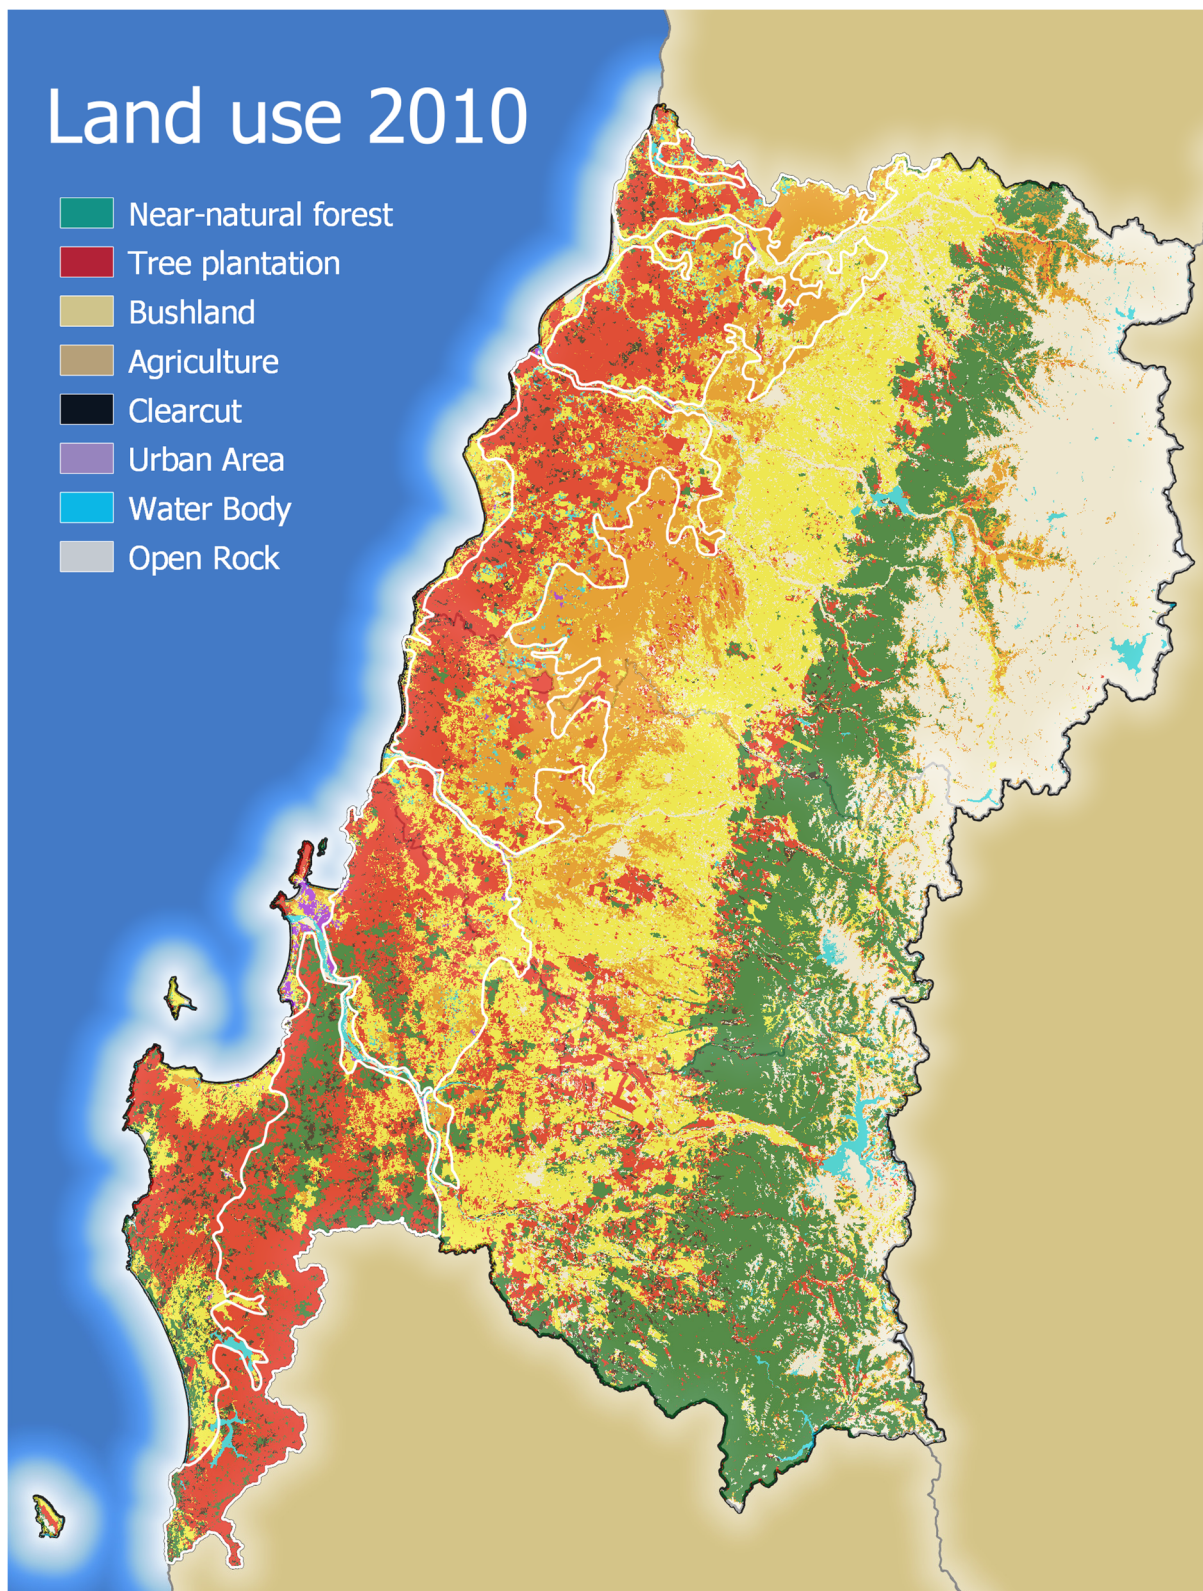 Land use 2010
Near-natural forest
Tree plantation
Bushland
Agriculture
Clearcut
Urban Area
Water Body
Open Rock